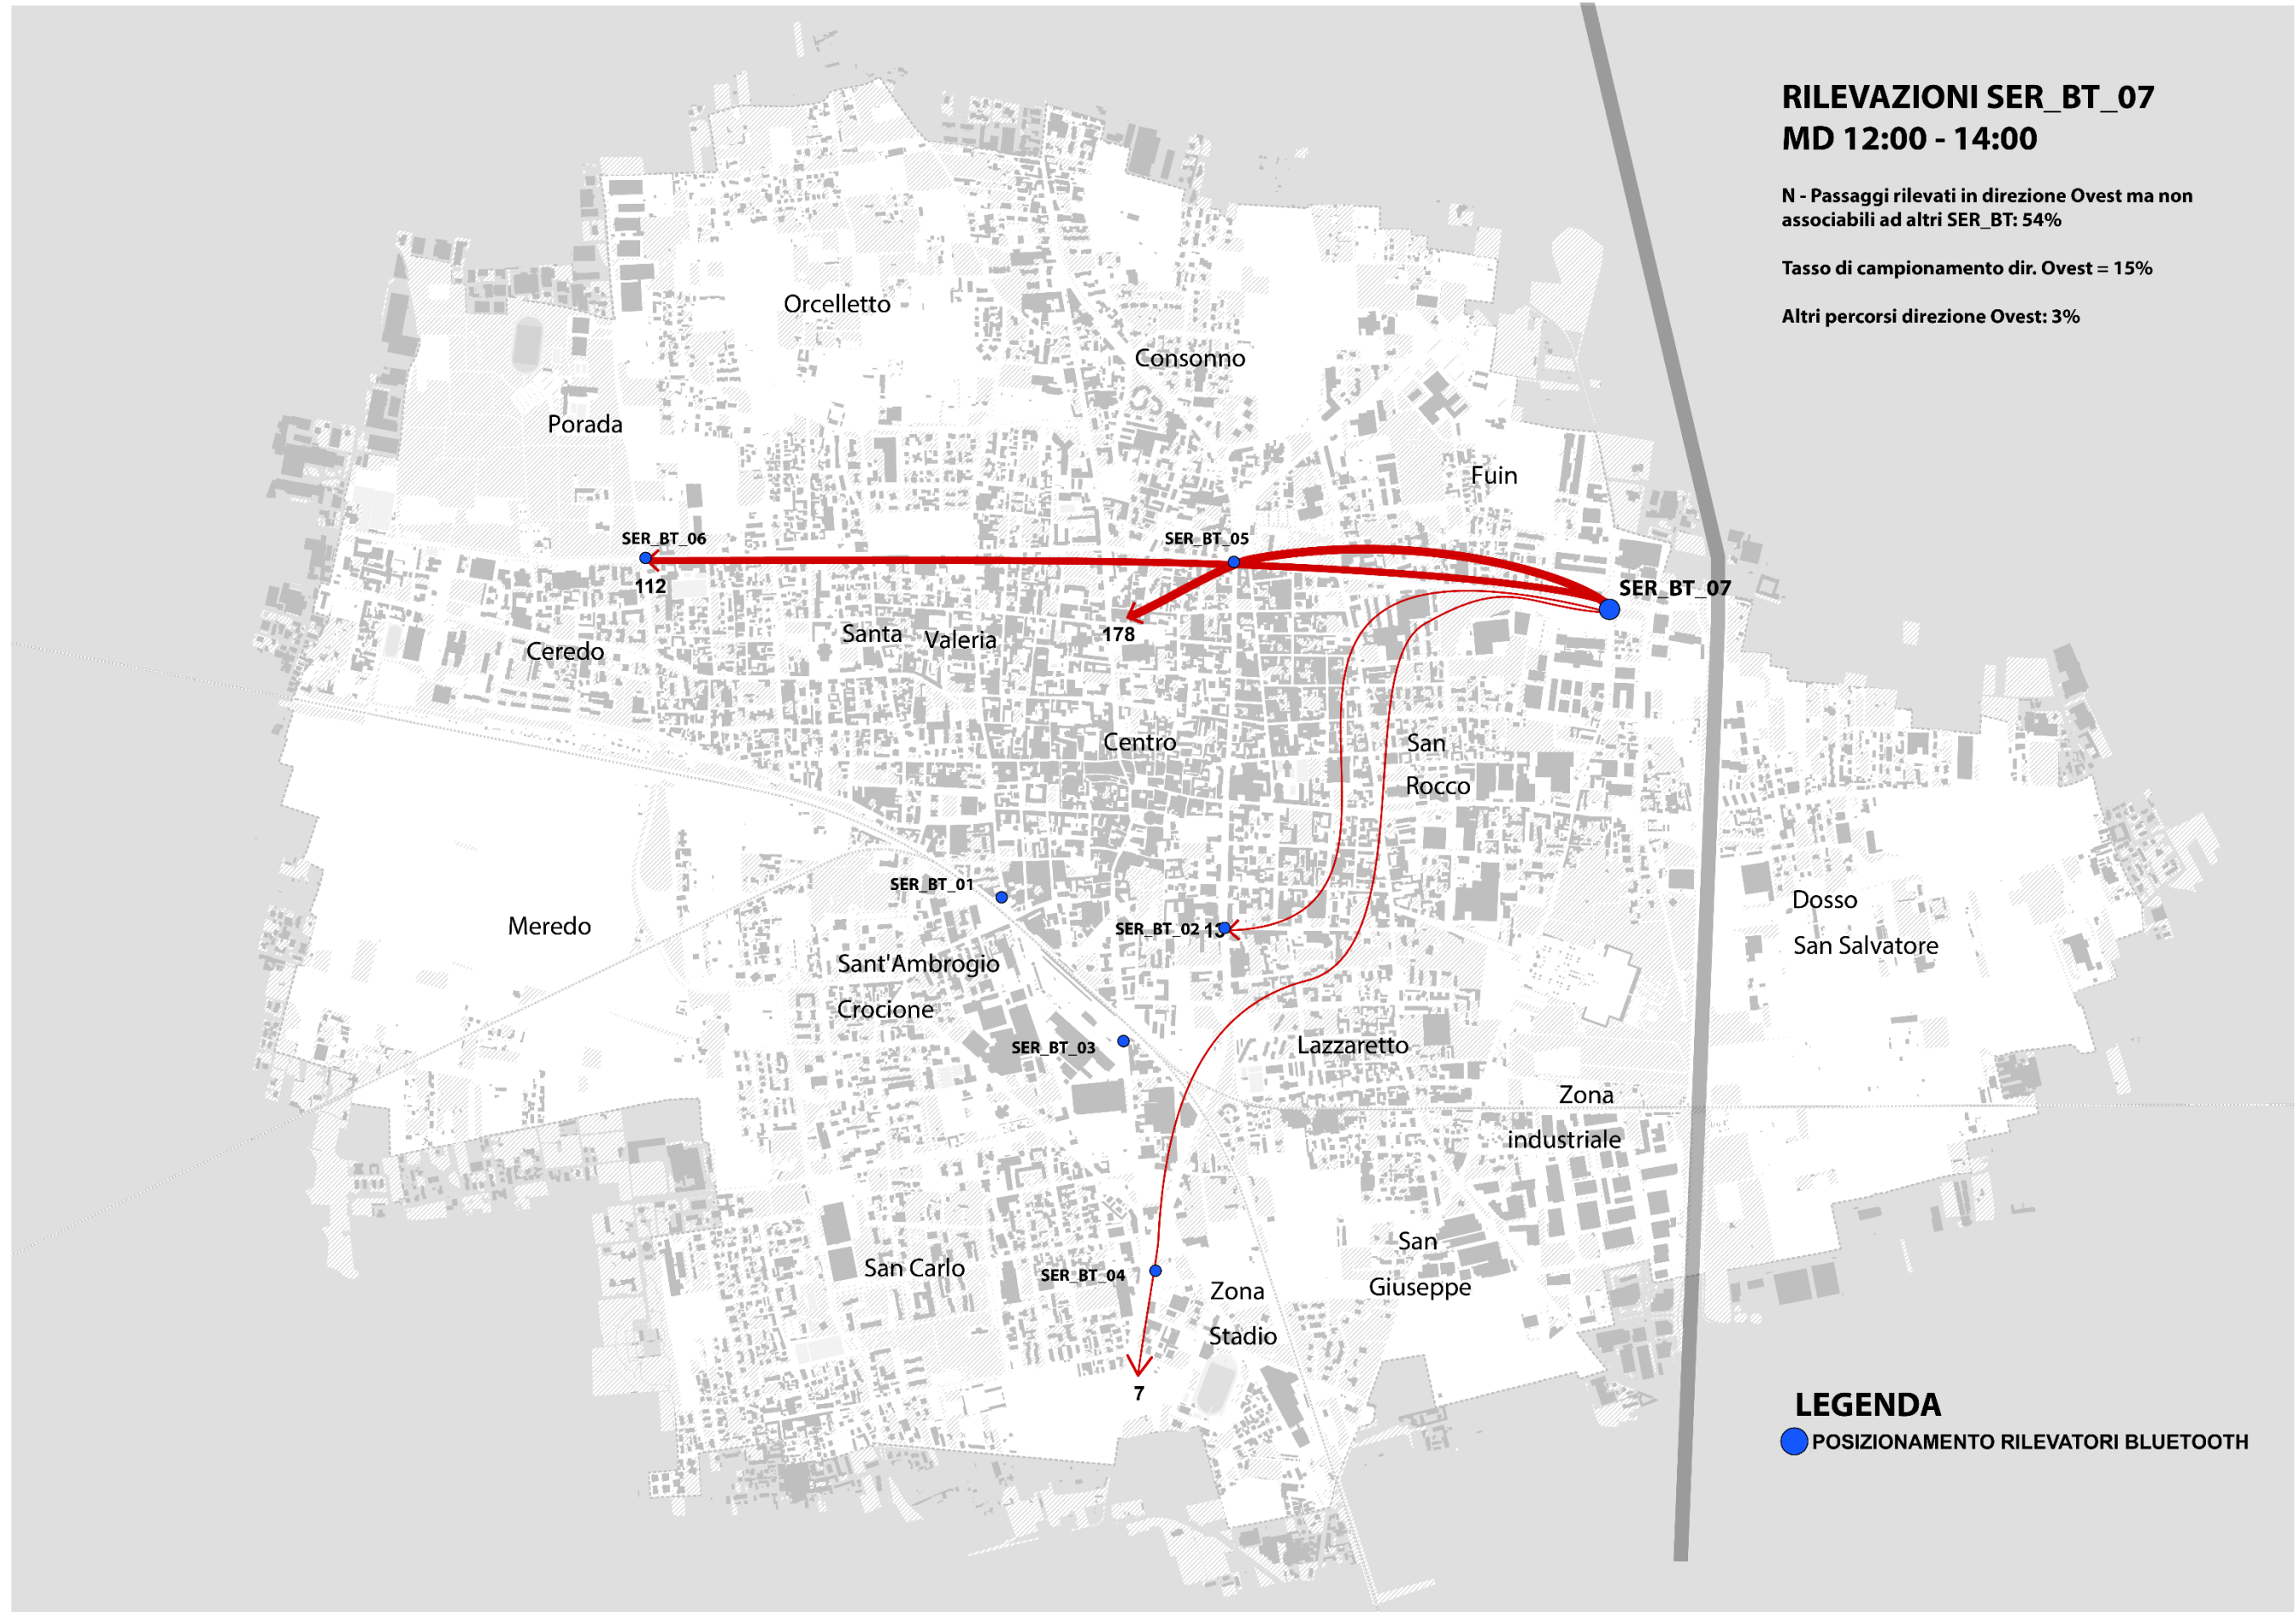 RILEVAZIONI SER_BT_07
MD 12:00 - 14:00
N - Passaggi rilevati in direzione Ovest ma non
associabili ad altri SER_BT: 54%
Tasso di campionamento dir. Ovest = 15%
Altri percorsi direzione Ovest: 3%
Orcelletto
Consonno
Porada
Fuin
SER_BT_06
SER_BT_05
112
SER_BT_07
178
Santa Valeria
Ceredo
Centro
San
Rocco
SER_BT_01
Dosso
San Salvatore
Meredo
SER_BT_02
Sant'Ambrogio
Crocione
SER_BT_03
Lazzaretto
Zona
industriale
San
Giuseppe
San Carlo
SER_BT_04
Zona
Stadio
7
LEGENDA
POSIZIONAMENTO RILEVATORI BLUETOOTH